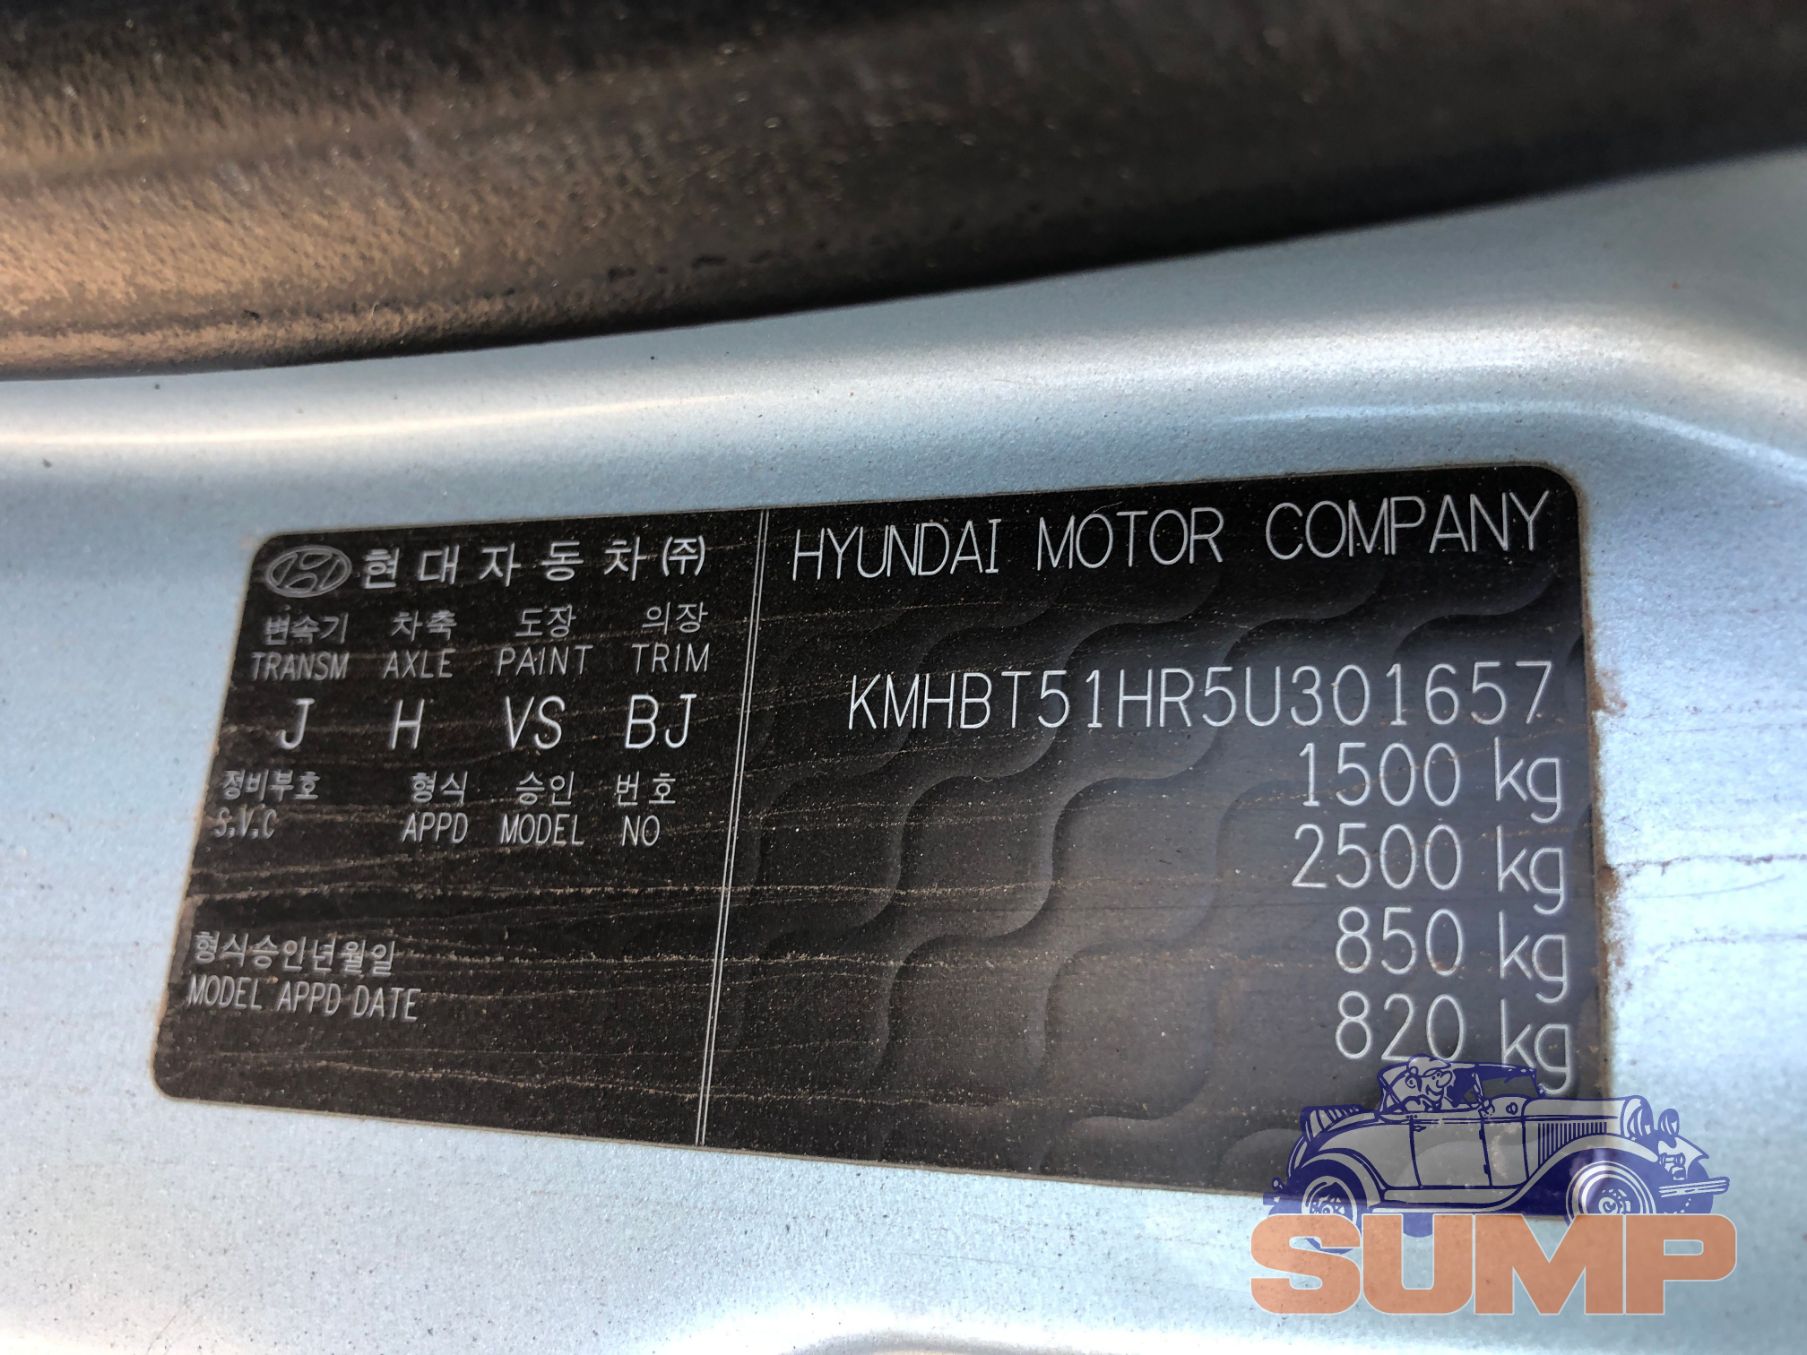 현대자동차(주)
변속기 차축 도장 의장
TRANSM AXLE PAINT TRIM
J H VS BJ
정비부호 형식 승인 번호
S.V.C APPD MODEL NO
형식승인년월일
MODEL APPD DATE
HYUNDAI MOTOR COMPANY
KMHBT51HR5U301657
1500 kg
2500 kg
850 kg
820 kg
SUMP